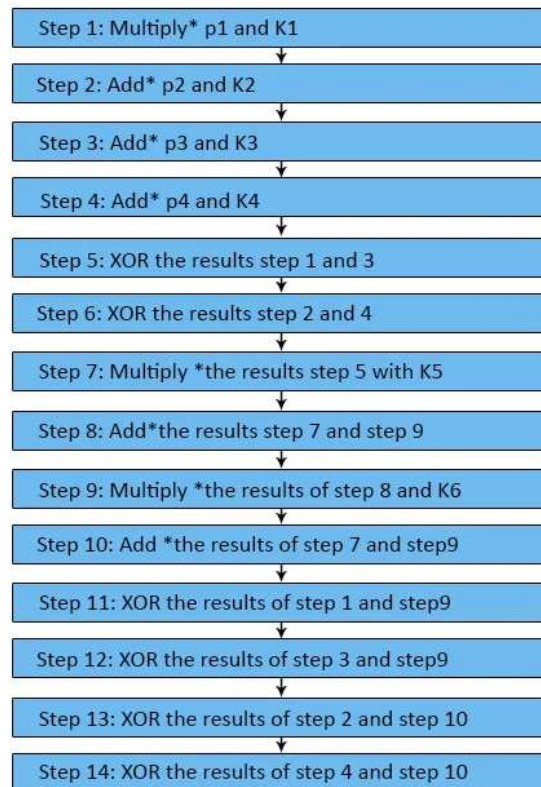 Step 1: Multiply* p1 and K1
Step 2: Add* p2 and K2
Step 3: Add* p3 and K3
Step 4: Add* p4 and K4
Step 5: XOR the results step 1 and 3
Step 6: XOR the results step 2 and 4
Step 7: Multiply *the results step 5 with K5
Step 8: Add*the results step 7 and step 9
Step 9: Multiply *the results of step 8 and K6
Step 10: Add *the results of step 7 and step9
Step 11: XOR the results of step 1 and step9
Step 12: XOR the results of step 3 and step9
Step 13: XOR the results of step 2 and step 10
Step 14: XOR the results of step 4 and step 10